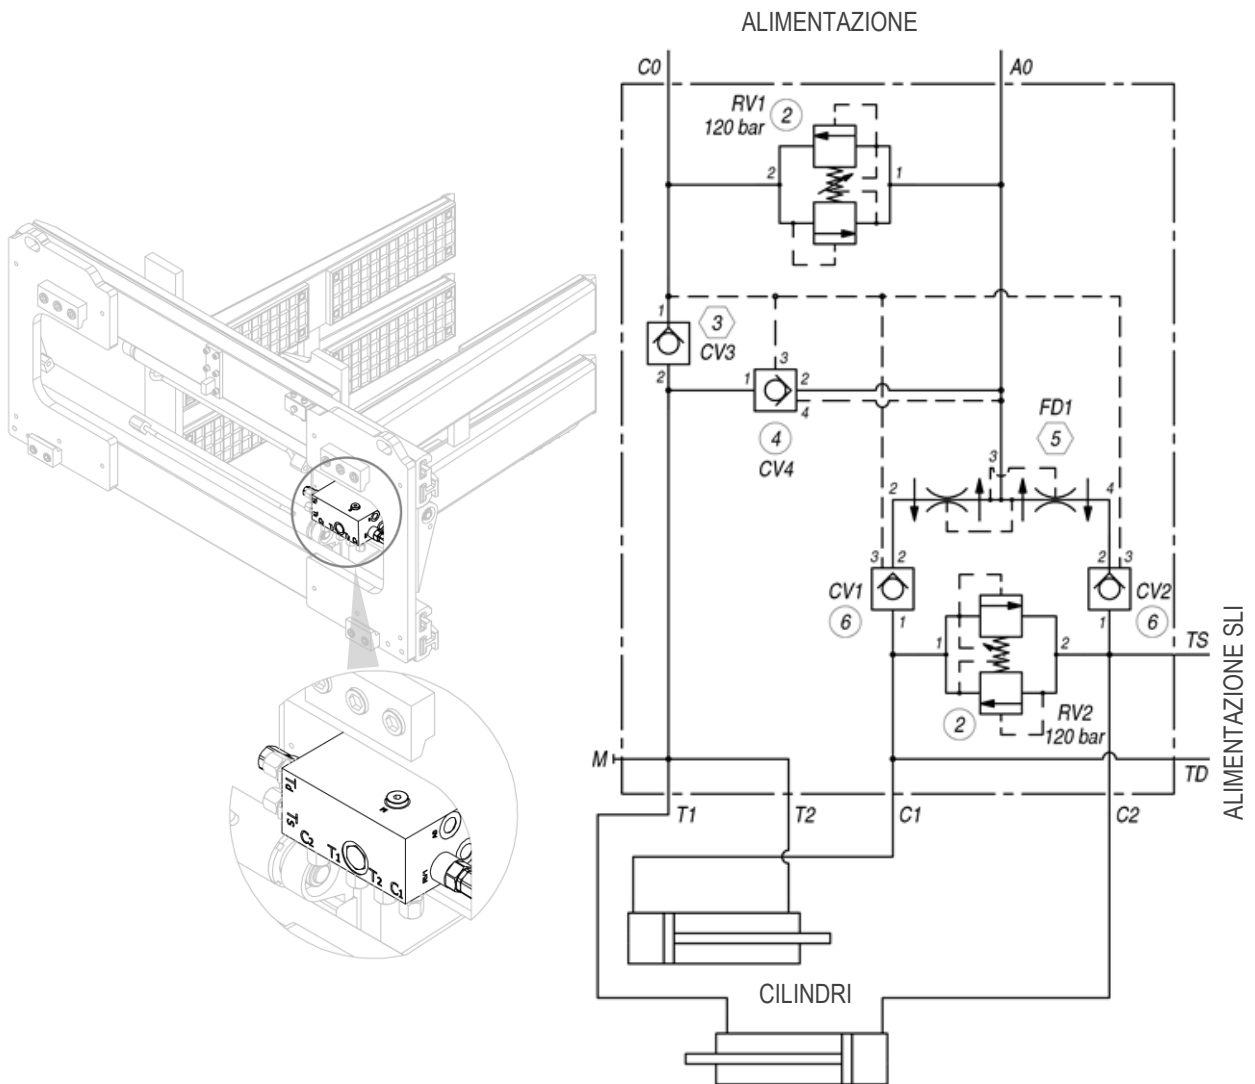 ALIMENTAZIONE
C0
A0
RV1
120 bar
2
2
1
1
3
CV3
2
3
1
2
4
4
CV4
FD1
5
3
2
4
3
2
2
3
CV1
6
1
CV2
6
1
1
2
2
RV2
120 bar
TS
TD
ALIMENTAZIONE SLI
M
T1
T2
C1
C2
CILINDRI
TS
C2
T1
T2
C1